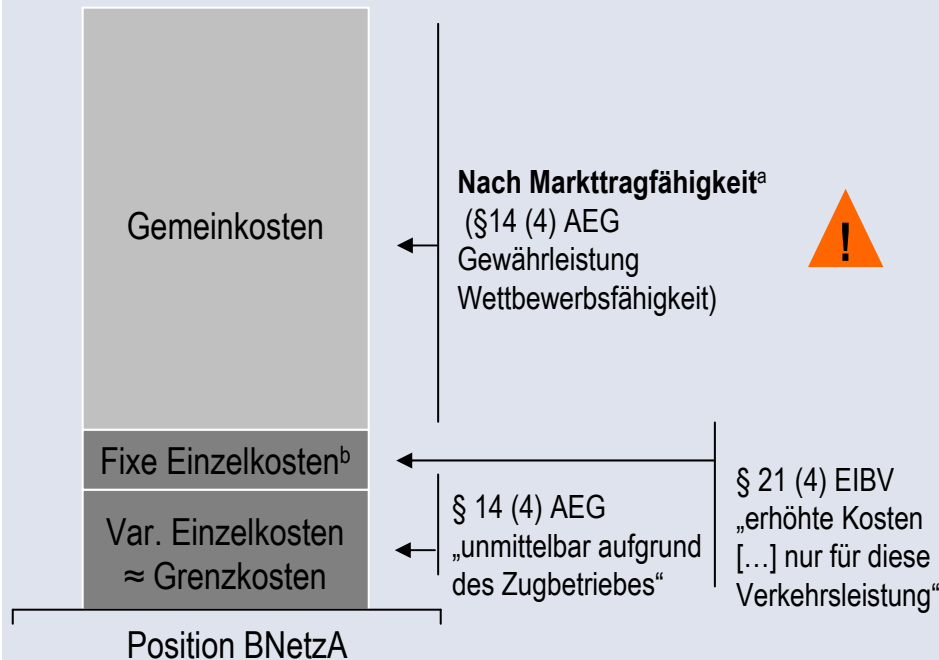 Gemeinkosten
Nach Markttragfähigkeitᵃ
(§14 (4) AEG
Gewährleistung
Wettbewerbsfähigkeit)
!
Fixe Einzelkostenᵇ
Var. Einzelkosten
≈ Grenzkosten
§ 14 (4) AEG
„unmittelbar aufgrund
des Zugbetriebes“
§ 21 (4) EIBV
„erhöhte Kosten
[…] nur für diese
Verkehrsleistung“
Position BNetzA